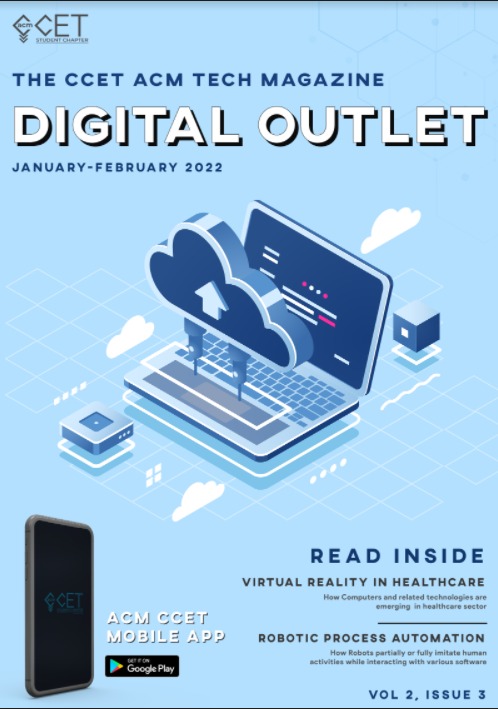 acm CCET
STUDENT CHAPTER
THE CCET ACM TECH MAGAZINE
DIGITAL OUTLET
JANUARY-FEBRUARY 2022
READ INSIDE
VIRTUAL REALITY IN HEALTHCARE
How Computers and related technologies are
emerging in healthcare sector
ROBOTIC PROCESS AUTOMATION
How Robots partially or fully imitate human
activities while interacting with various software
CCET
ACM CCET
MOBILE APP
GET IT ON
Google Play
VOL 2, ISSUE 3